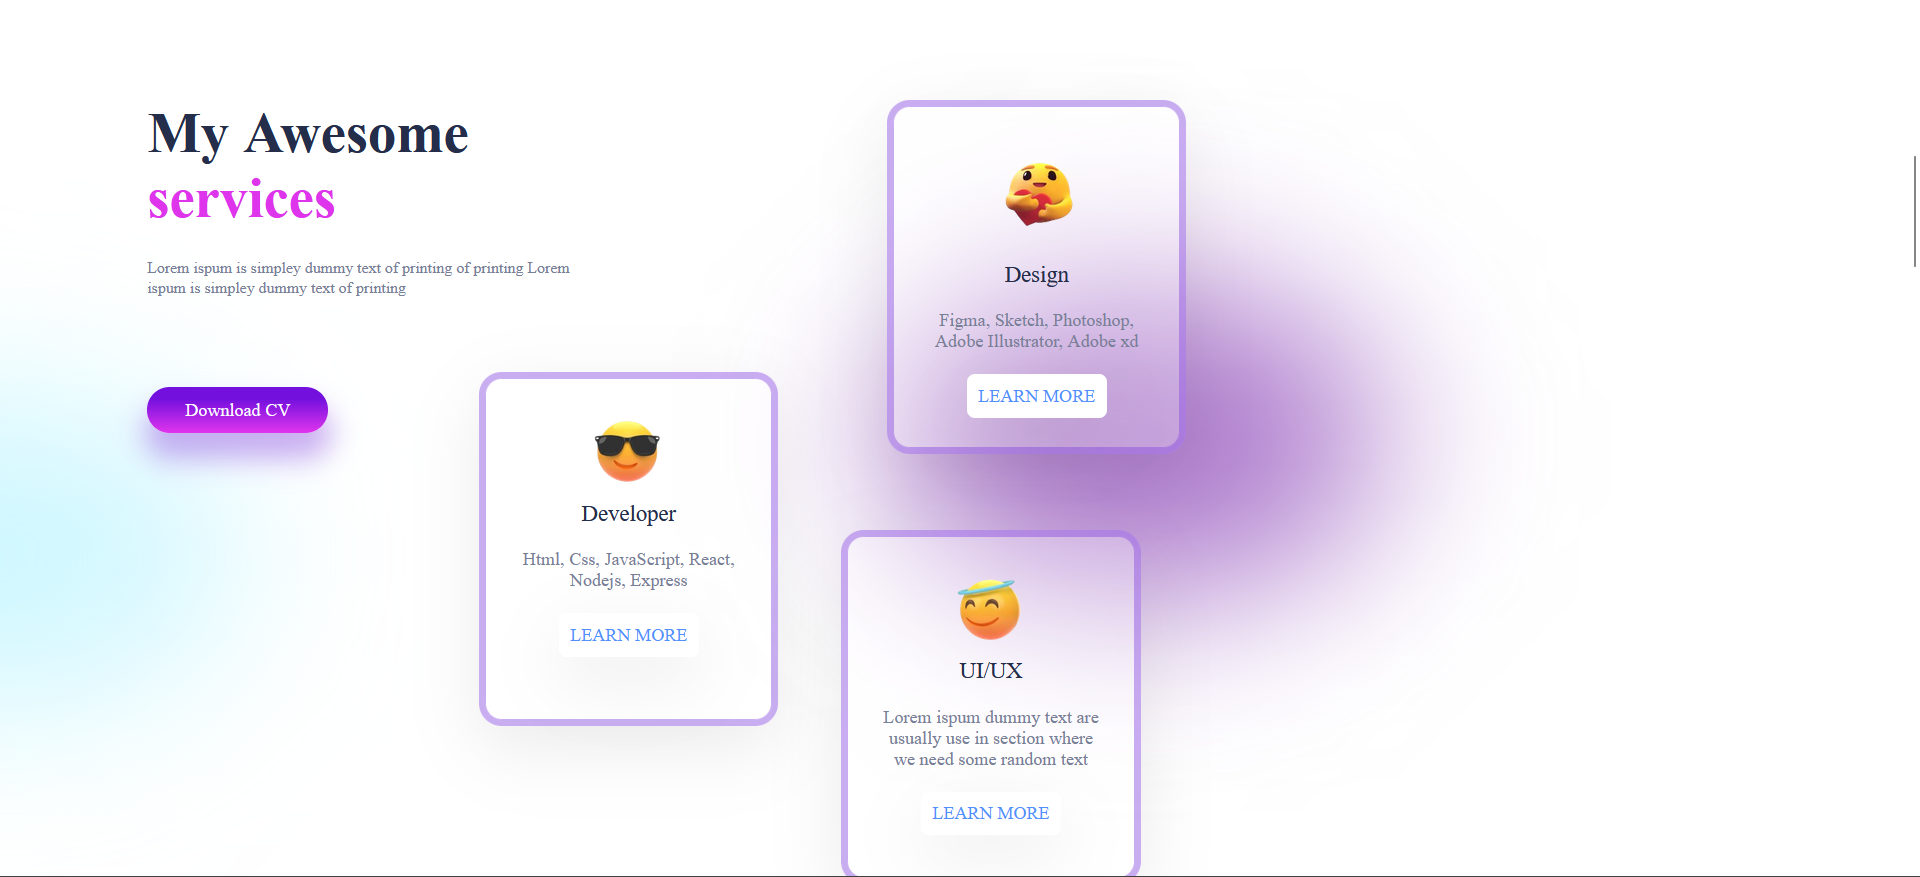 My Awesome
services
Lorem ispum is simpley dummy text of printing of printing Lorem
ispum is simpley dummy text of printing
Download CV
Developer
Html, Css, JavaScript, React,
Nodejs, Express
LEARN MORE
Design
Figma, Sketch, Photoshop,
Adobe Illustrator, Adobe xd
LEARN MORE
UI/UX
Lorem ispum dummy text are
usually use in section where
we need some random text
LEARN MORE